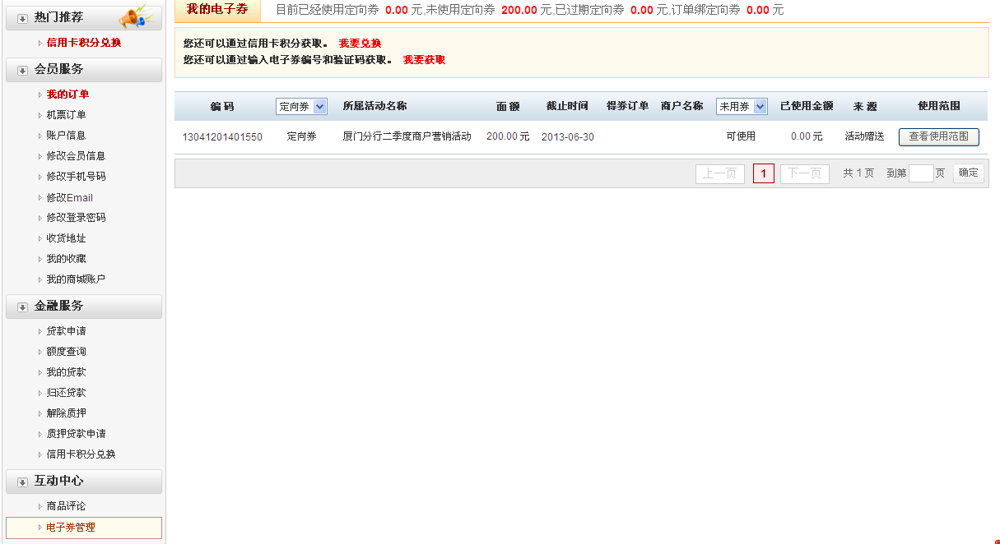 热门推荐
信用卡积分兑换
会员服务
我的订单
机票订单
账户信息
修改会员信息
修改手机号码
修改Email
修改登录密码
收货地址
我的收藏
我的商城账户
金融服务
贷款申请
额度查询
我的贷款
归还贷款
解除质押
质押贷款申请
信用卡积分兑换
互动中心
商品评论
电子券管理
我的电子券 目前已经使用定向券 0.00 元,未使用定向券 200.00 元,已过期定向券 0.00 元,订单绑定向券 0.00 元
您还可以通过信用卡积分获取。 我要兑换
您还可以通过输入电子券编号和验证码获取。 我要获取
编 码 定向券 所属活动名称 面 额 截止时间 得券订单 商户名称 未用券 已使用金额 来 源 使用范围
13041201401550 定向券 厦门分行二季度商户营销活动 200.00 元 2013-06-30 可使用 0.00 元 活动赠送 查看使用范围
上一页 1 下一页 共 1 页 到第 页 确定